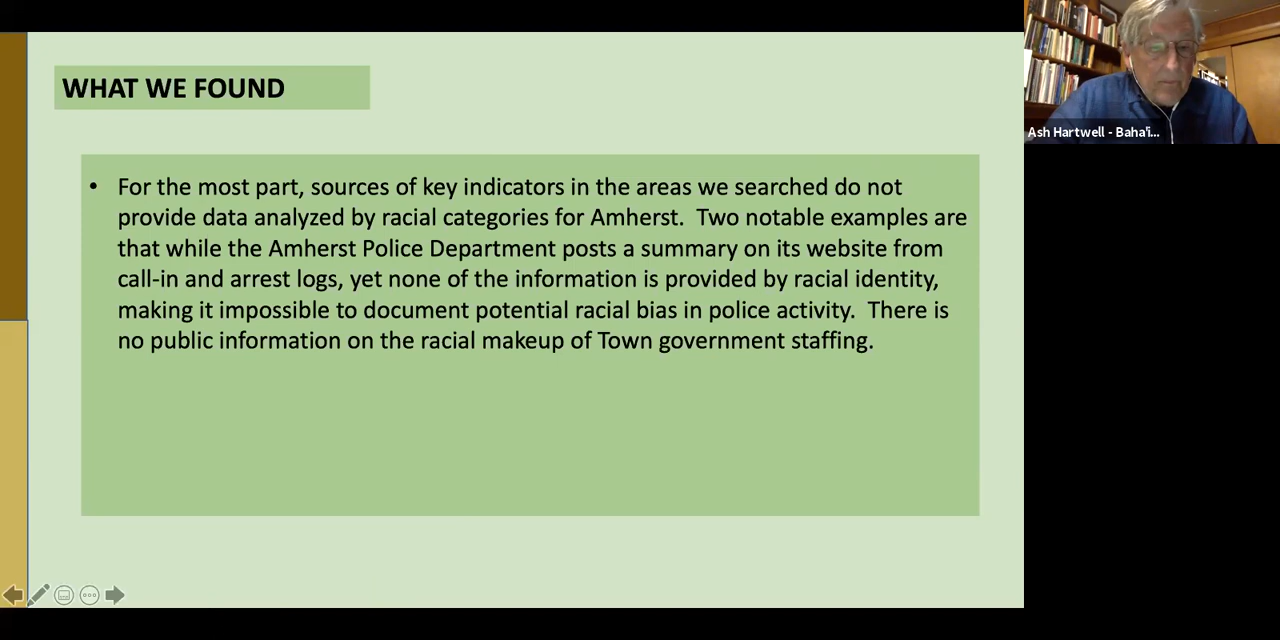 WHAT WE FOUND
• For the most part, sources of key indicators in the areas we searched do not
provide data analyzed by racial categories for Amherst.  Two notable examples are
that while the Amherst Police Department posts a summary on its website from
call-in and arrest logs, yet none of the information is provided by racial identity,
making it impossible to document potential racial bias in police activity.  There is
no public information on the racial makeup of Town government staffing.
Ash Hartwell - Baha'i...